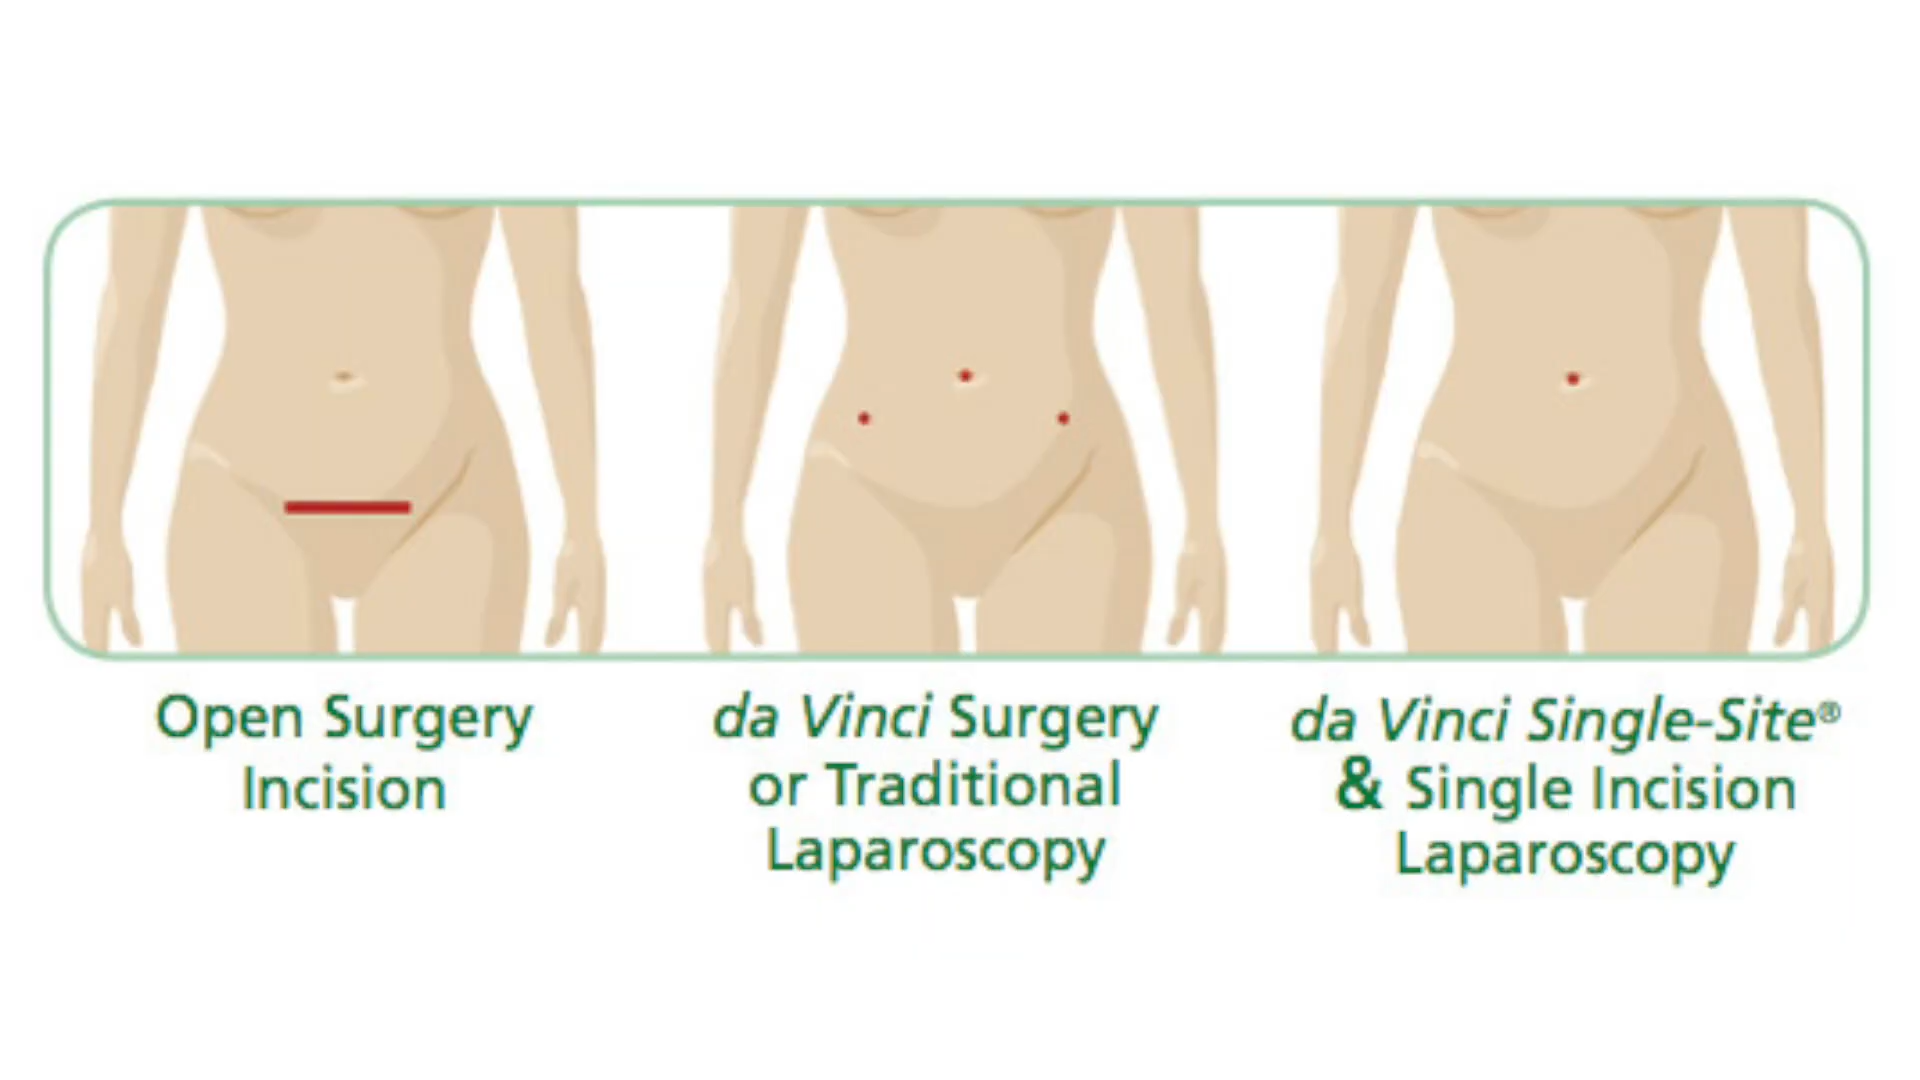 Open Surgery
Incision
da Vinci Surgery
or Traditional
Laparoscopy
da Vinci Single-Site®
& Single Incision
Laparoscopy